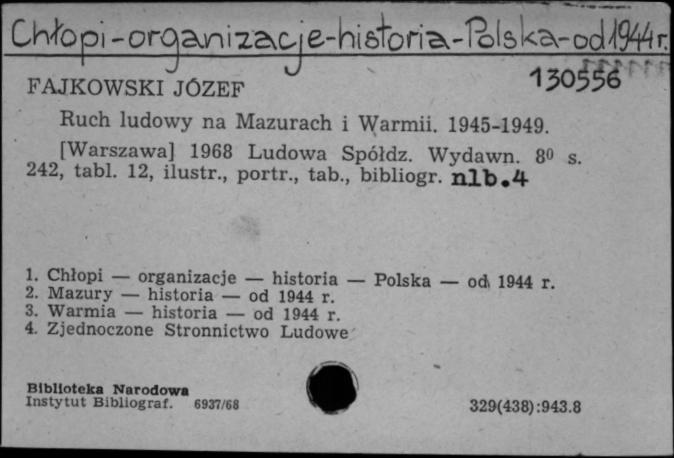 Chłopi-organizacje-historia-Polska-od 1944 r.
130556
FAJKOWSKI JÓZEF
Ruch ludowy na Mazurach i Warmii. 1945-1949.
[Warszawa] 1968 Ludowa Spółdz. Wydawn. 8⁰ s.
242, tabl. 12, ilustr., portr., tab., bibliogr. nlb.4
1. Chłopi — organizacje — historia — Polska — od 1944 r.
2. Mazury — historia — od 1944 r.
3. Warmia — historia — od 1944 r.
4. Zjednoczone Stronnictwo Ludowe
Biblioteka Narodowa
Instytut Bibliograf. 6937/68
329(438):943.8